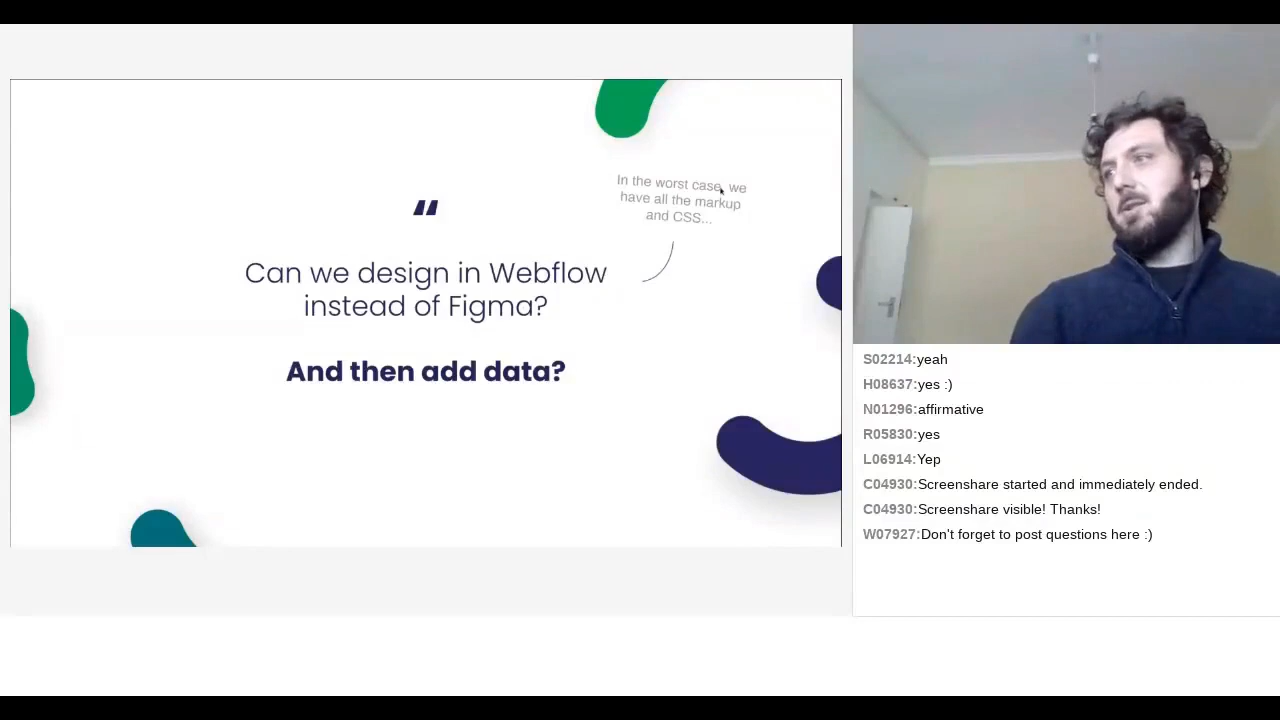 “
Can we design in Webflow
instead of Figma?
And then add data?
In the worst case, we
have all the markup
and CSS...
S02214:yeah
H08637:yes :)
N01296:affirmative
R05830:yes
L06914:Yep
C04930:Screenshare started and immediately ended.
C04930:Screenshare visible! Thanks!
W07927:Don't forget to post questions here :)